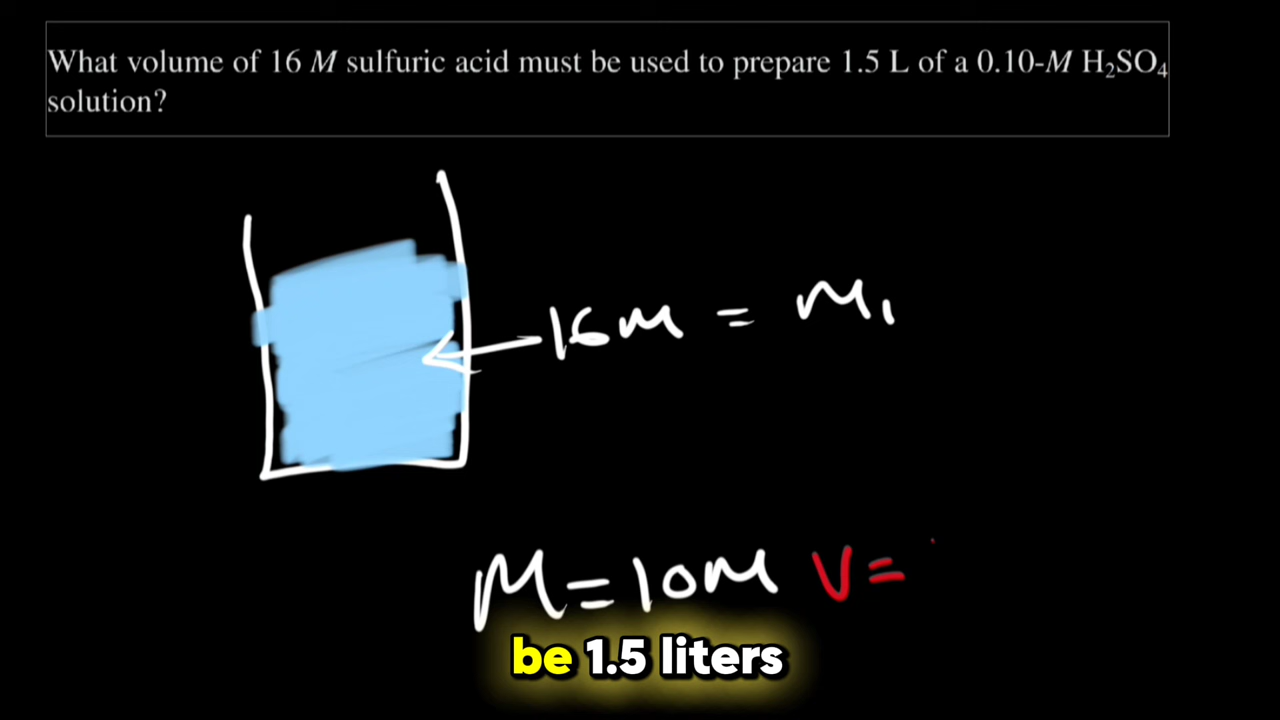 What volume of 16 M sulfuric acid must be used to prepare 1.5 L of a 0.10-M H₂SO₄
solution?
16M = M₁
M=10M V=
be 1.5 liters